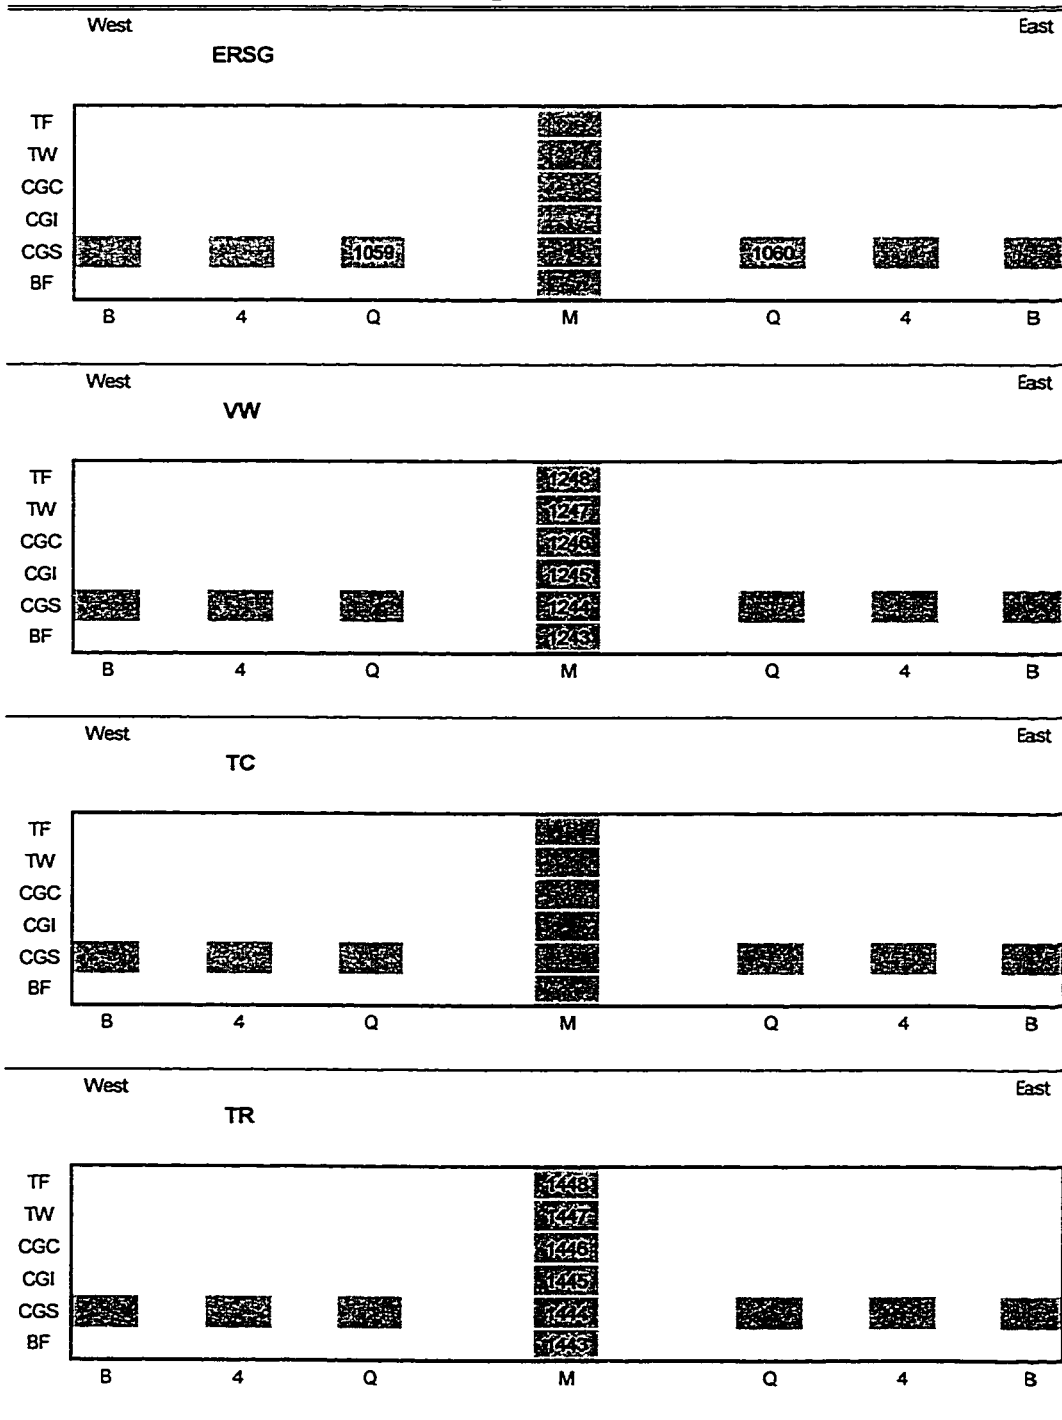 West East
ERSG
TF
TW
CGC
CGI
CGS 1059 1060
BF
B 4 Q M Q 4 B
West East
VW
TF 1248
TW 1247
CGC 1246
CGI 1245
CGS 1244
BF 1243
B 4 Q M Q 4 B
West East
TC
TF
TW
CGC
CGI
CGS
BF
B 4 Q M Q 4 B
West East
TR
TF 1448
TW 1447
CGC 1446
CGI 1445
CGS 1444
BF 1443
B 4 Q M Q 4 B